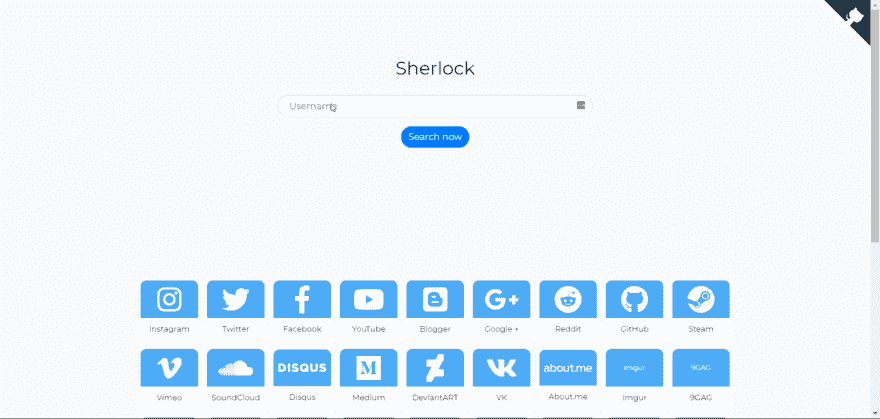 Sherlock
Username
Search now
Instagram Twitter Facebook YouTube Blogger Google + Reddit GitHub Steam
DISQUS M about.me imgur 9GAG
Vimeo SoundCloud Disqus Medium DeviantART VK About.me Imgur 9GAG